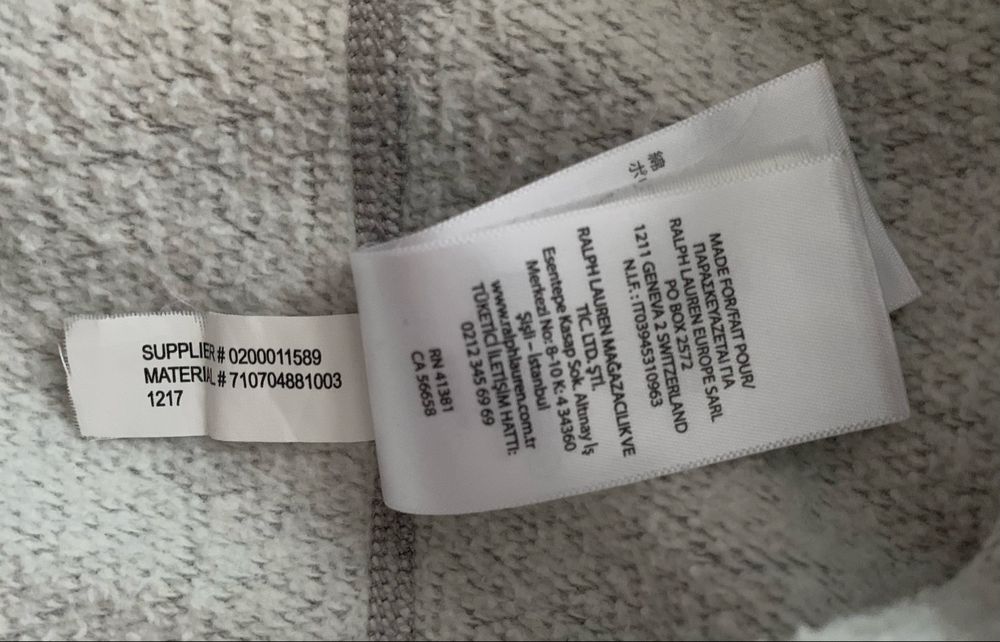 SUPPLIER # 0200011589
MATERIAL # 710704881003
1217
綿
ポ
MADE FOR/FAIT POUR/
ΠΑΡΑΣΚΕΥΑΖΕΤΑΙ ΓΙΑ
RALPH LAUREN EUROPE SARL
PO BOX 2572
1211 GENEVA 2 SWITZERLAND
N.I.F. : IT03945310963
RALPH LAUREN MAĞAZACILIK VE
TİC. LTD. ŞTİ.
Esentepe Kasap Sok. Altınay İş
Merkezi No: 8-10 K: 4 34360
Şişli – İstanbul
www.ralphlauren.com.tr
TÜKETİCİ İLETİŞİM HATTI:
0212 345 69 69
RN 41381
CA 56658